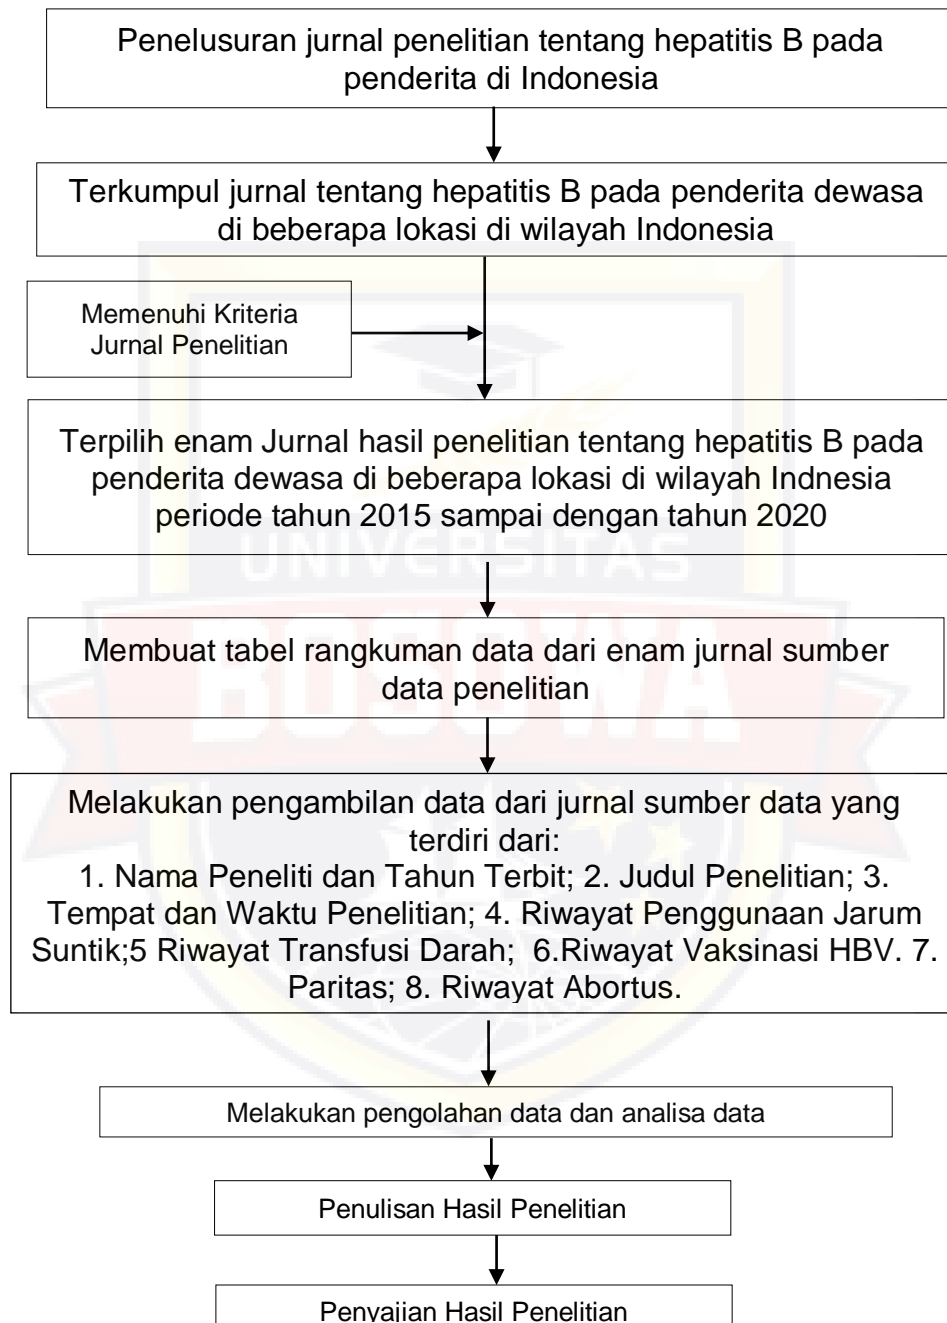 Penelusuran jurnal penelitian tentang hepatitis B pada
penderita di Indonesia
Terkumpul jurnal tentang hepatitis B pada penderita dewasa
di beberapa lokasi di wilayah Indonesia
Memenuhi Kriteria
Jurnal Penelitian
Terpilih enam Jurnal hasil penelitian tentang hepatitis B pada
penderita dewasa di beberapa lokasi di wilayah Indnesia
periode tahun 2015 sampai dengan tahun 2020
UNIVERSITAS
Membuat tabel rangkuman data dari enam jurnal sumber
data penelitian
BOSOWA
Melakukan pengambilan data dari jurnal sumber data yang
terdiri dari:
1. Nama Peneliti dan Tahun Terbit; 2. Judul Penelitian; 3.
Tempat dan Waktu Penelitian; 4. Riwayat Penggunaan Jarum
Suntik;5 Riwayat Transfusi Darah;  6.Riwayat Vaksinasi HBV. 7.
Paritas; 8. Riwayat Abortus.
Melakukan pengolahan data dan analisa data
Penulisan Hasil Penelitian
Penyajian Hasil Penelitian